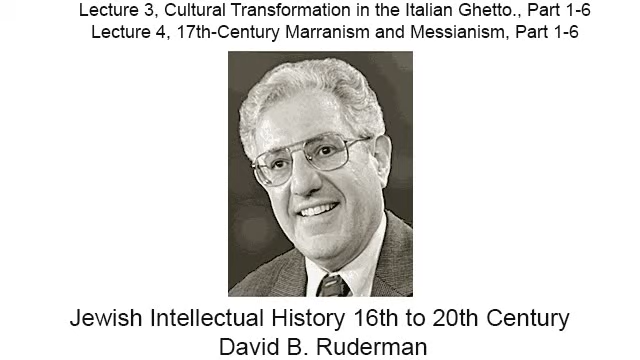 Lecture 3, Cultural Transformation in the Italian Ghetto., Part 1-6
Lecture 4, 17th-Century Marranism and Messianism, Part 1-6
Jewish Intellectual History 16th to 20th Century
David B. Ruderman